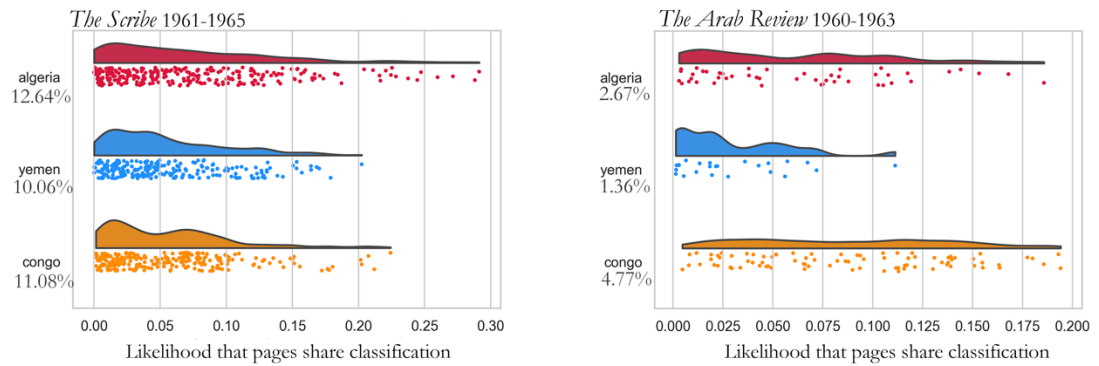 The Scribe 1961-1965
algeria
12.64%
yemen
10.06%
congo
11.08%
0.00 0.05 0.10 0.15 0.20 0.25 0.30
Likelihood that pages share classification
The Arab Review 1960-1963
algeria
2.67%
yemen
1.36%
congo
4.77%
0.000 0.025 0.050 0.075 0.100 0.125 0.150 0.175 0.200
Likelihood that pages share classification